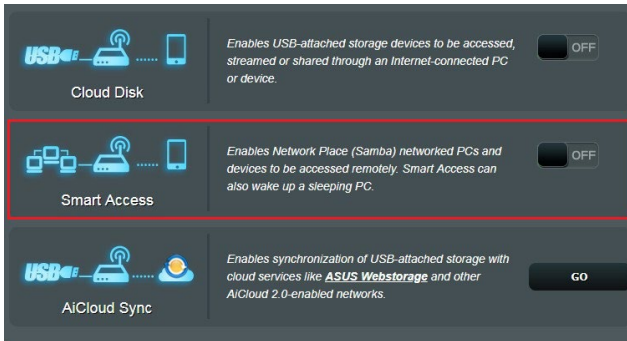 USB
Cloud Disk
Enables USB-attached storage devices to be accessed,
streamed or shared through an Internet-connected PC
or device.
OFF
Smart Access
Enables Network Place (Samba) networked PCs and
devices to be accessed remotely. Smart Access can
also wake up a sleeping PC.
OFF
USB
AiCloud Sync
Enables synchronization of USB-attached storage with
cloud services like ASUS Webstorage and other
AiCloud 2.0-enabled networks.
GO